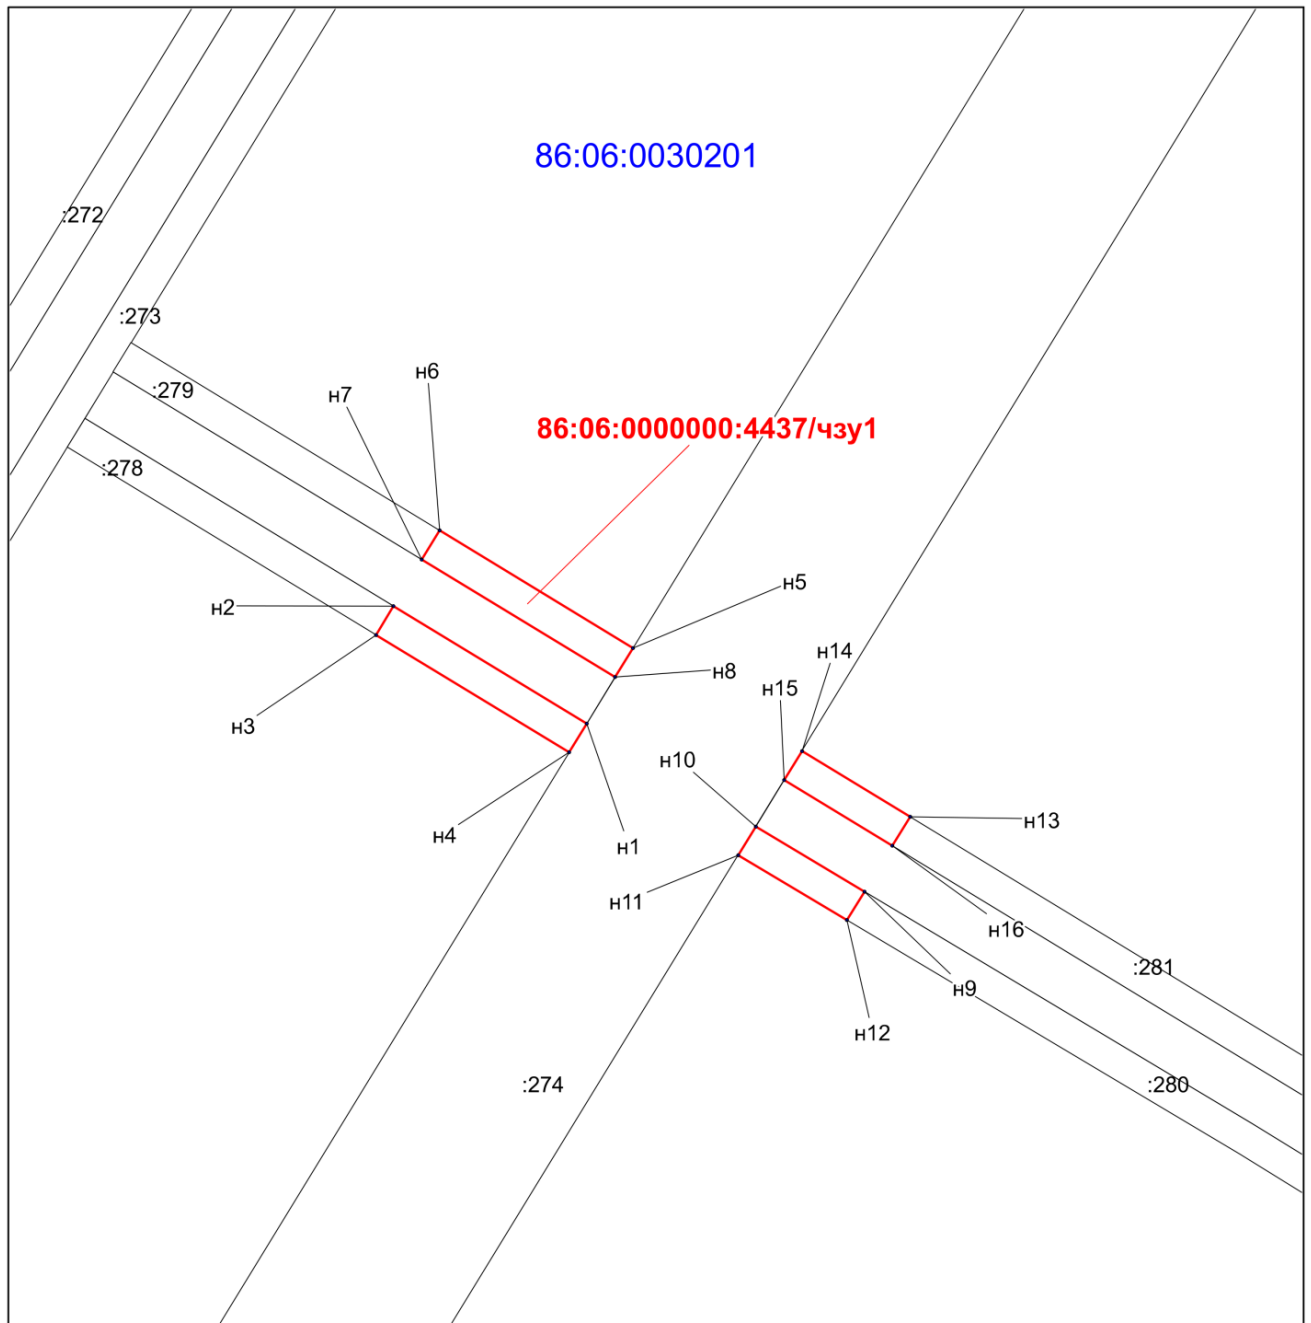 86:06:0030201
:272
:273
н6
:279
н7
86:06:0000000:4437/чзу1
:278
н5
н2
н14
н8
н15
н3
н10
н13
н4
н1
н11
н16
:281
н9
н12
:274
:280